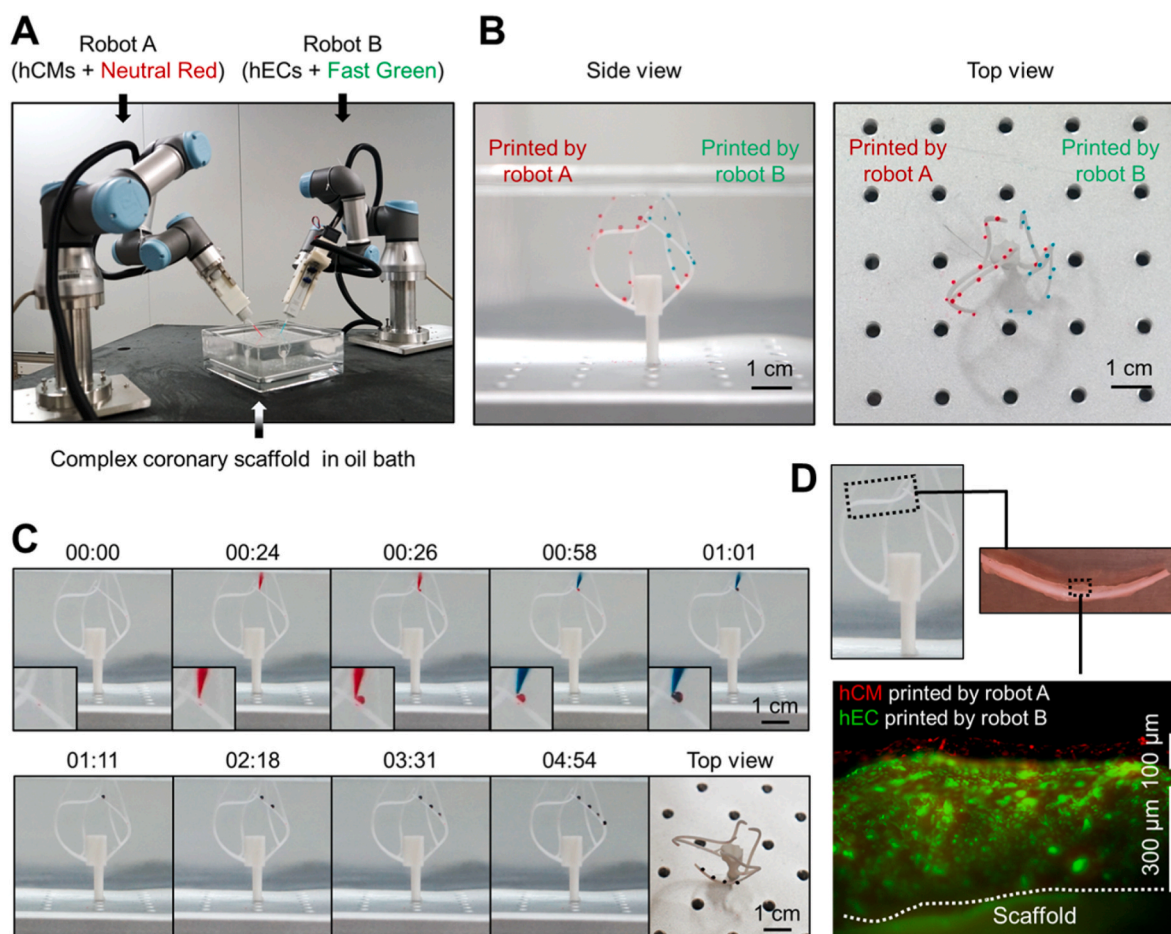 A
Robot A
(hCMs + Neutral Red)
Robot B
(hECs + Fast Green)
Complex coronary scaffold in oil bath
B
Side view
Top view
Printed by
robot A
Printed by
robot B
1 cm
Printed by
robot A
Printed by
robot B
1 cm
C
00:00
00:24
00:26
00:58
01:01
1 cm
01:11
02:18
03:31
04:54
Top view
1 cm
D
hCM printed by robot A
hEC printed by robot B
100 µm
300 µm
Scaffold